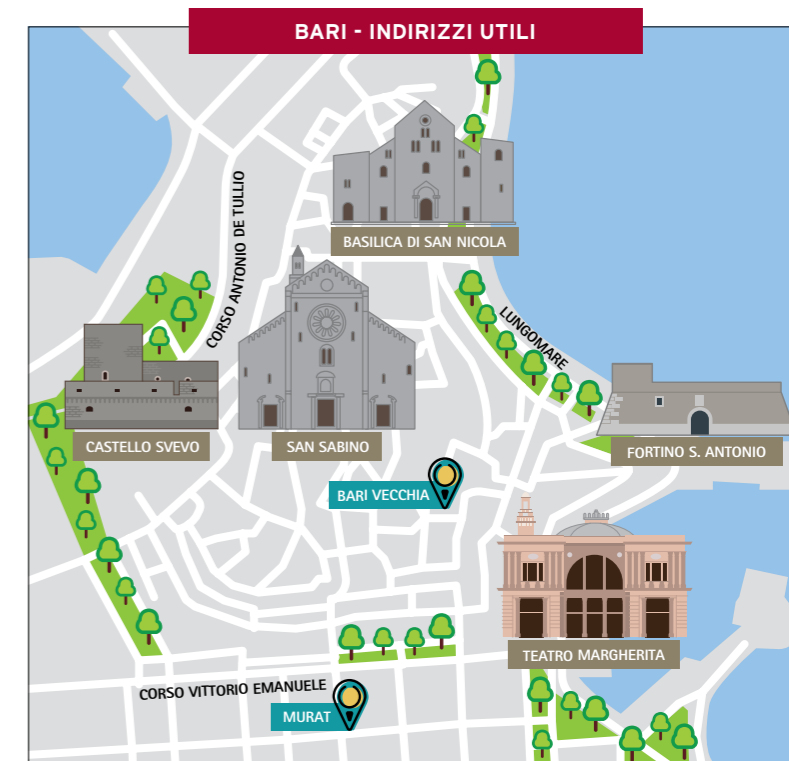 BARI - INDIRIZZI UTILI
BASILICA DI SAN NICOLA
CORSO ANTONIO DE TULLIO
LUNGOMARE
CASTELLO SVEVO
SAN SABINO
FORTINO S. ANTONIO
BARI VECCHIA
TEATRO MARGHERITA
CORSO VITTORIO EMANUELE
MURAT